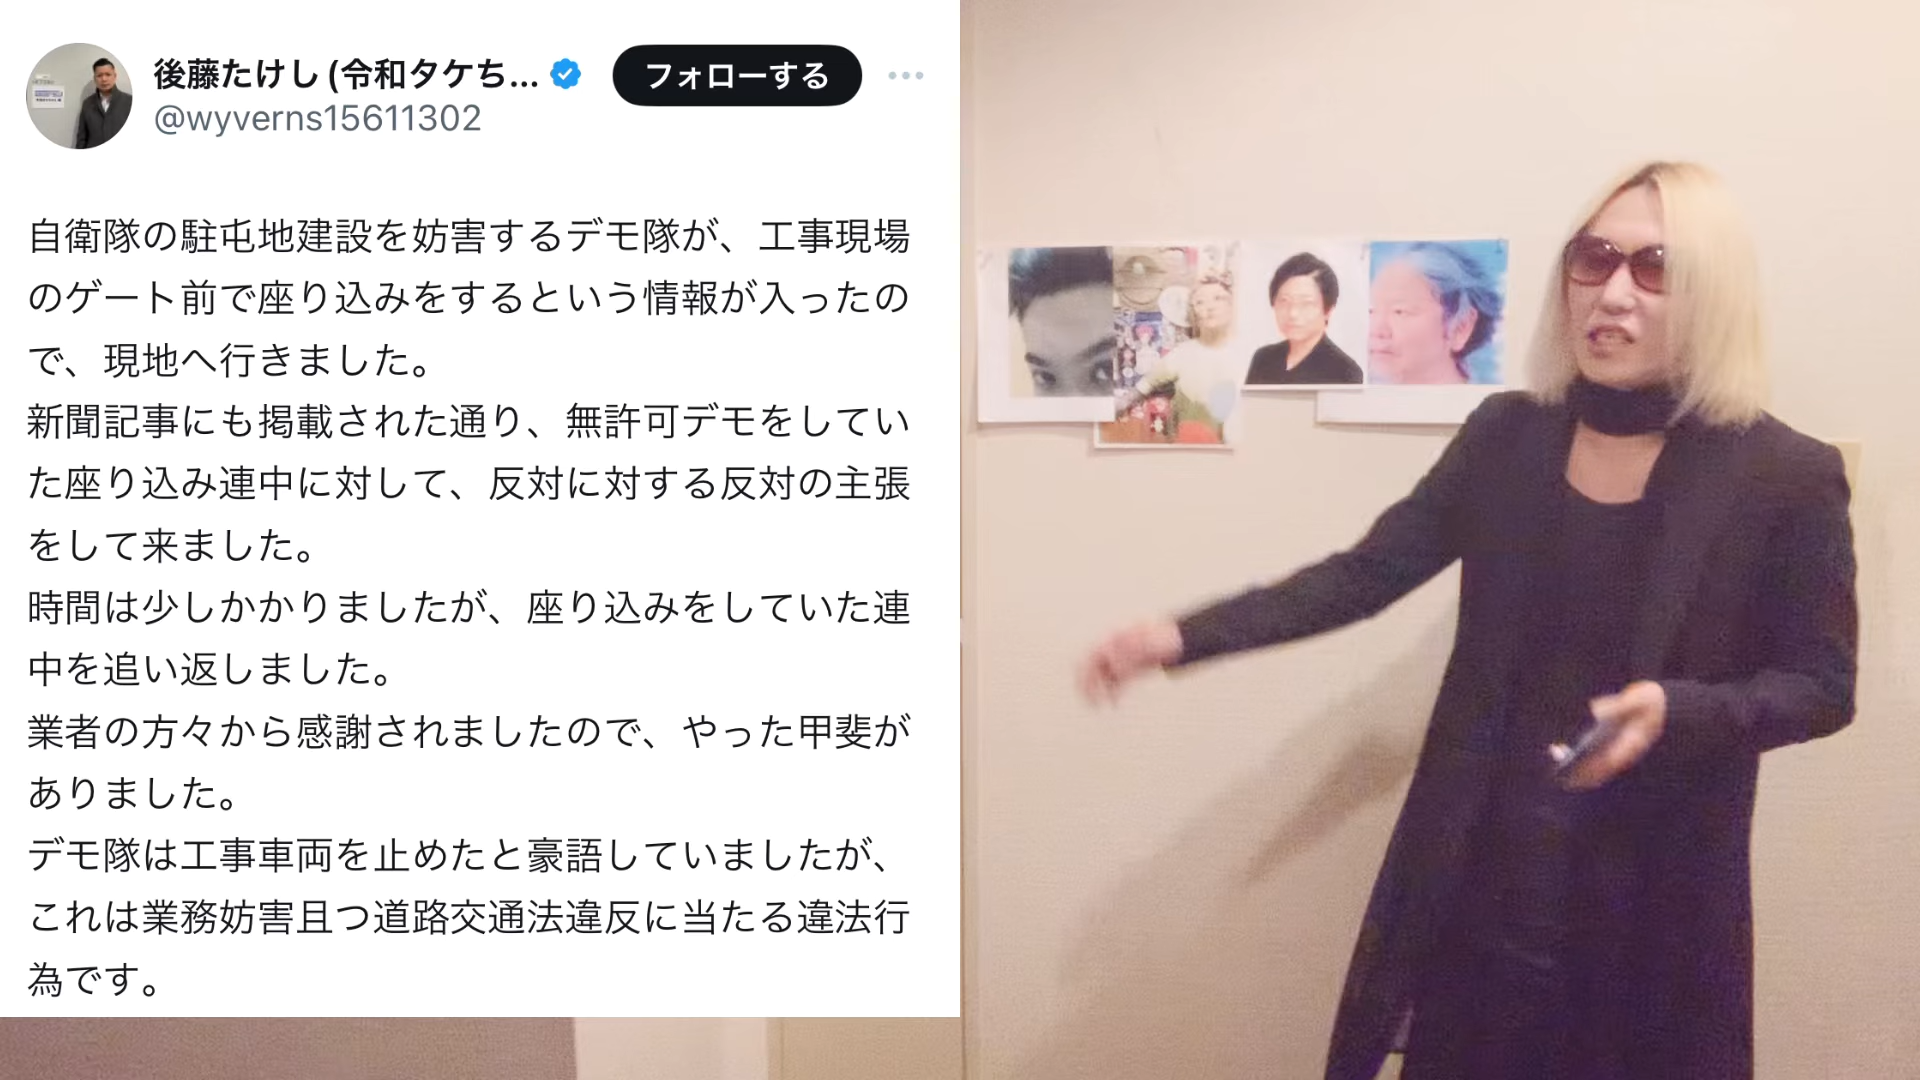 後藤たけし (令和タケち...
フォローする
@wyverns15611302
自衛隊の駐屯地建設を妨害するデモ隊が、工事現場
のゲート前で座り込みをするという情報が入ったの
で、現地へ行きました。
新聞記事にも掲載された通り、無許可デモをしてい
た座り込み連中に対して、反対に対する反対の主張
をして来ました。
時間は少しかかりましたが、座り込みをしていた連
中を追い返しました。
業者の方々から感謝されましたので、やった甲斐が
ありました。
デモ隊は工事車両を止めたと豪語していましたが、
これは業務妨害且つ道路交通法違反に当たる違法行
為です。